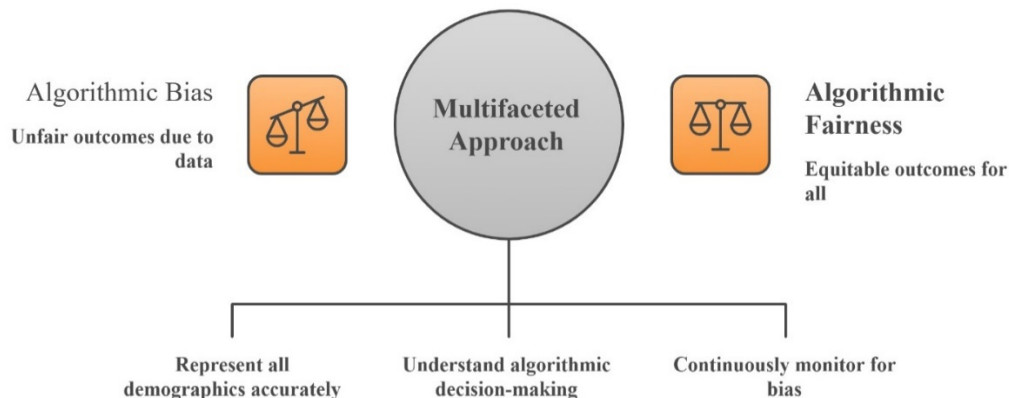 Algorithmic Bias
Unfair outcomes due to
data
Multifaceted
Approach
Algorithmic
Fairness
Equitable outcomes for
all
Represent all
demographics accurately
Understand algorithmic
decision-making
Continuously monitor for
bias